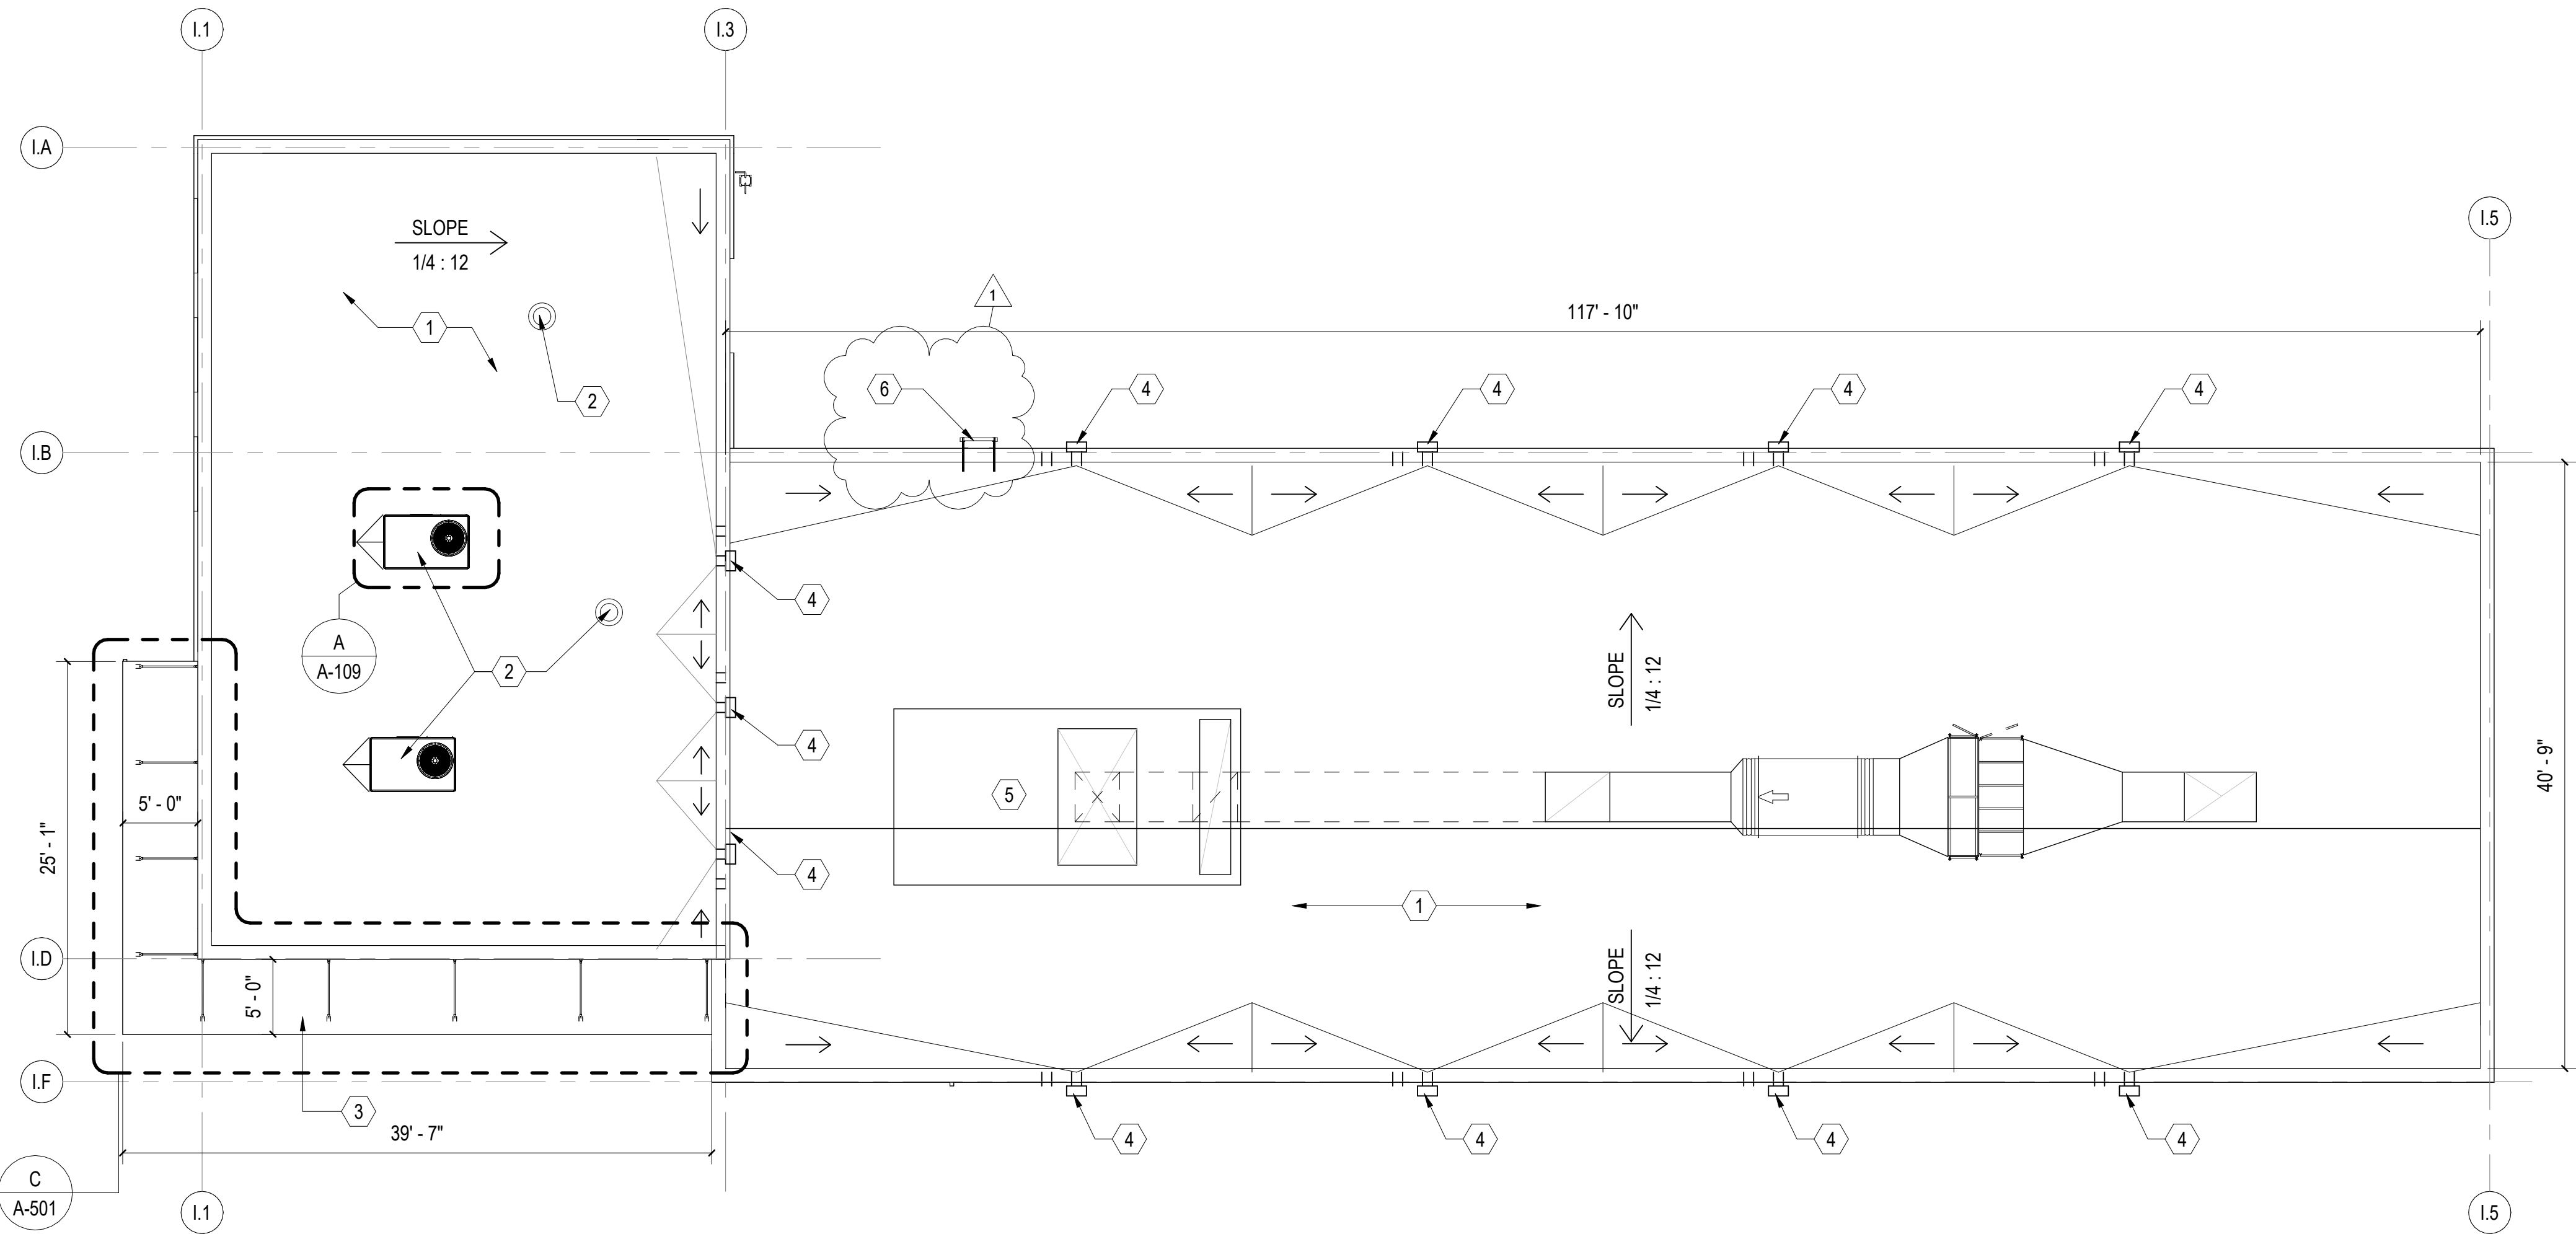 I.1
I.3
I.A
I.5
SLOPE
1/4 : 12
1
117' - 10"
1
2
6
4
4
4
4
I.B
4
A
A-109
2
SLOPE
1/4 : 12
4
5' - 0"
5
40' - 9"
25' - 1"
4
1
I.D
5' - 0"
SLOPE
1/4 : 12
I.F
3
39' - 7"
4
4
4
4
C
A-501
I.1
I.5